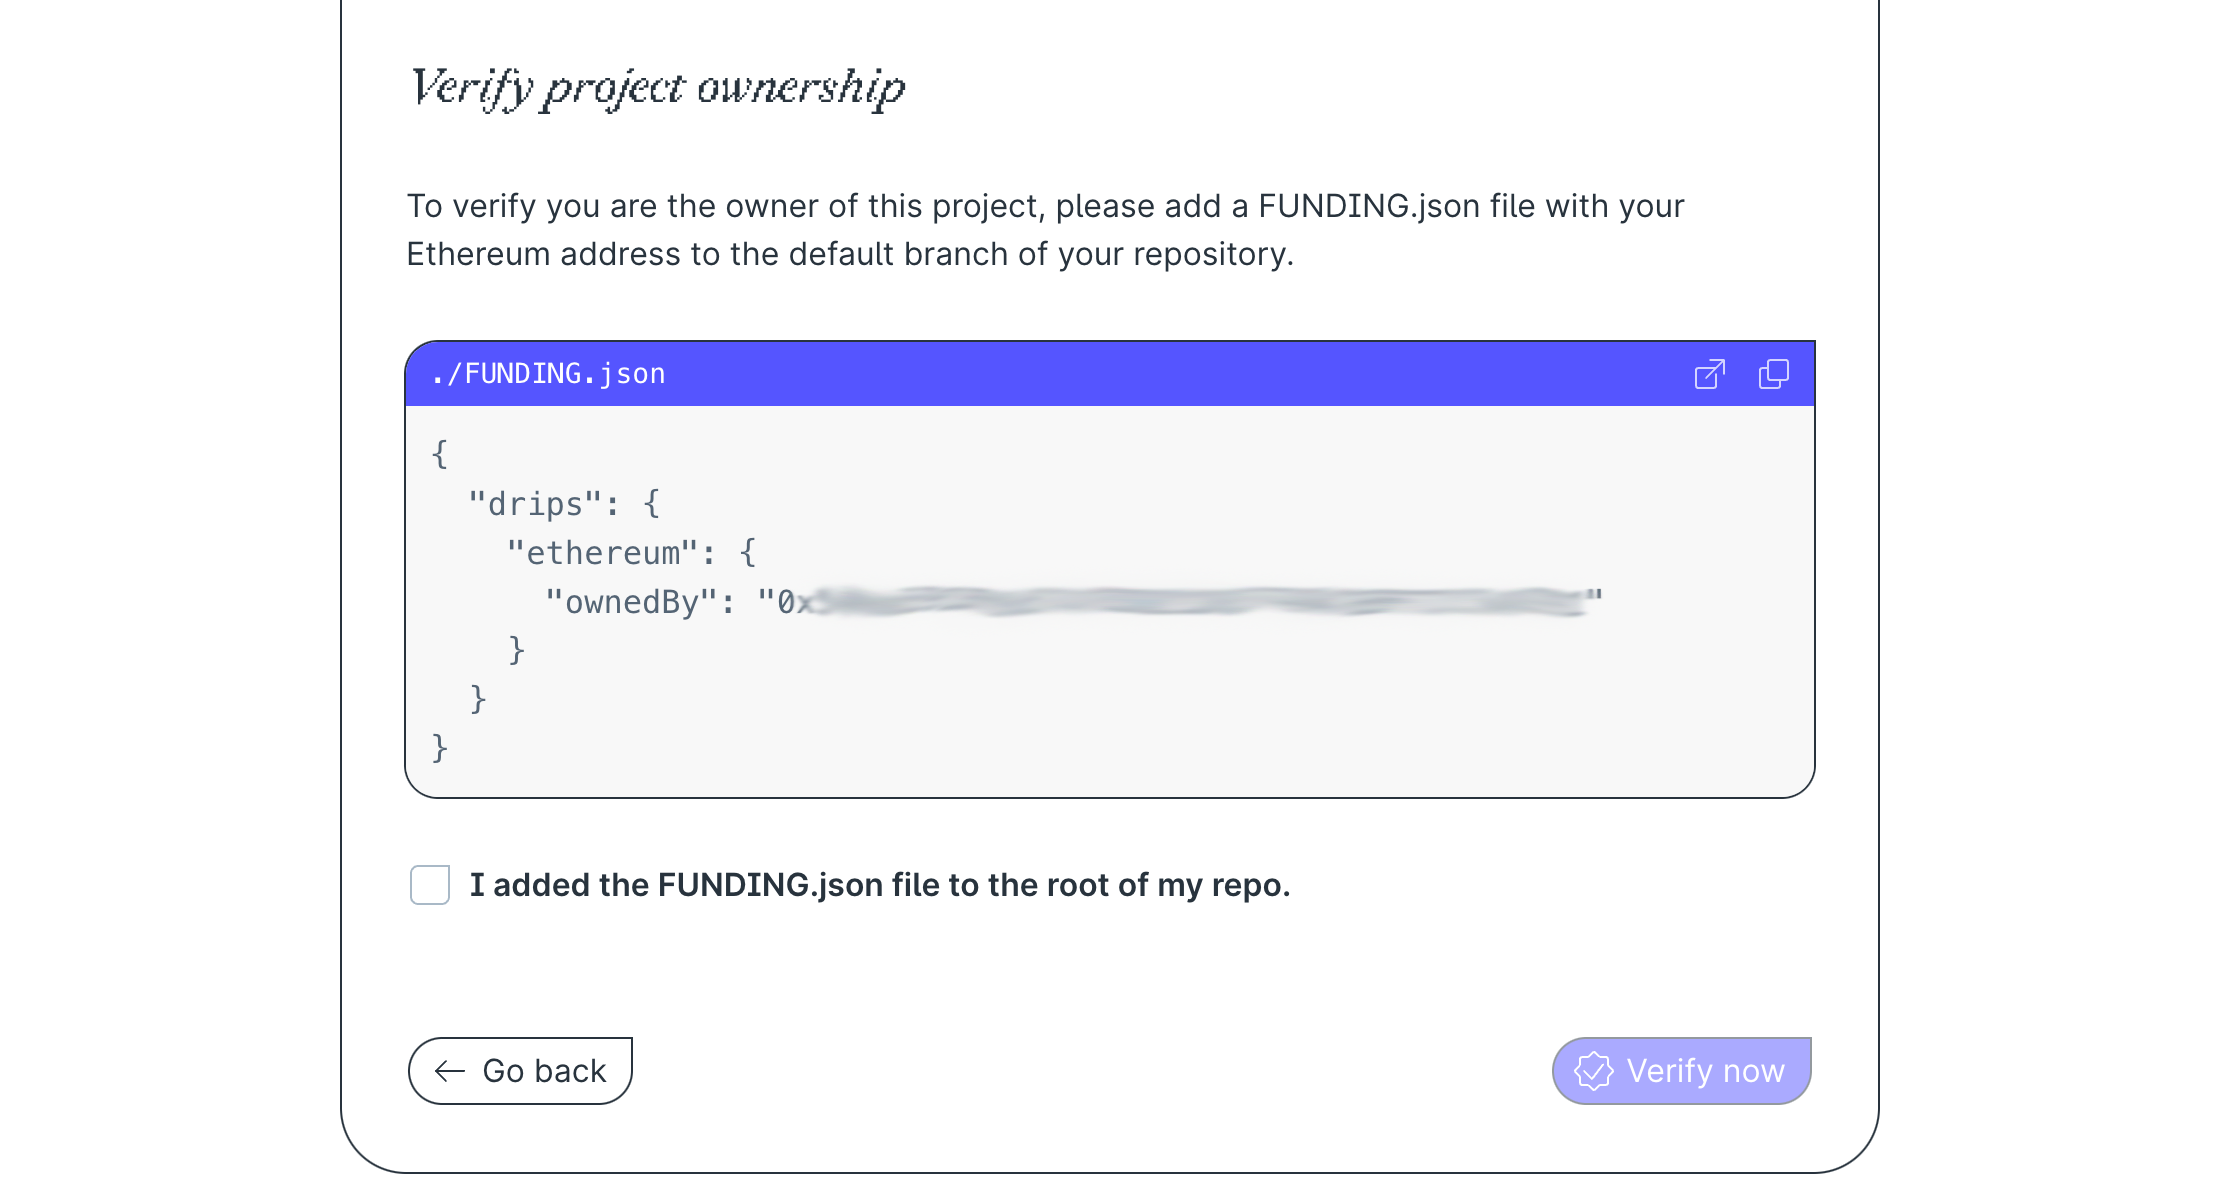 Verify project ownership
To verify you are the owner of this project, please add a FUNDING.json file with your
Ethereum address to the default branch of your repository.
./FUNDING.json
{
  "drips": {
    "ethereum": {
      "ownedBy": "0x"
    }
  }
}
I added the FUNDING.json file to the root of my repo.
Go back
Verify now